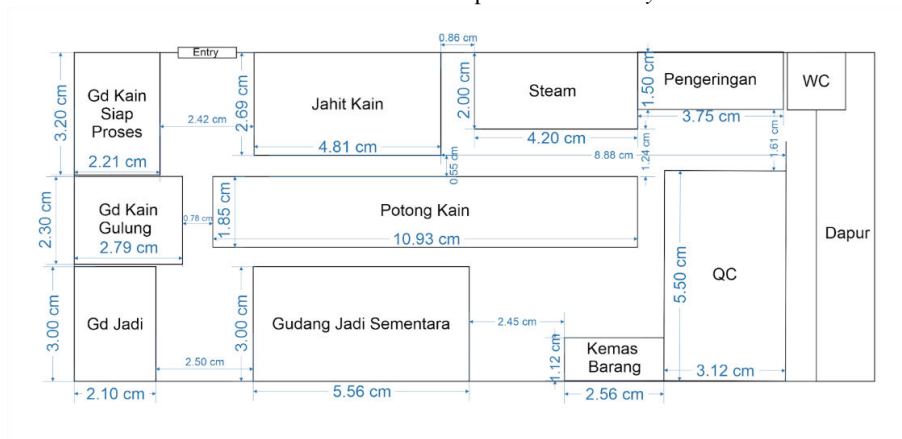 Entry
0.86 cm
Gd Kain
Siap
Proses
3.20 cm
2.21 cm
2.42 cm
2.69 cm
Jahit Kain
4.81 cm
2.00 cm
Steam
4.20 cm
1.50 cm
Pengeringan
3.75 cm
WC
8.88 cm
0.55 cm
1.24 cm
1.61 cm
2.30 cm
Gd Kain
Gulung
2.79 cm
0.78 cm
1.85 cm
Potong Kain
10.93 cm
Dapur
5.50 cm
QC
3.12 cm
3.00 cm
Gd Jadi
2.10 cm
2.50 cm
3.00 cm
Gudang Jadi Sementara
5.56 cm
2.45 cm
1.12 cm
Kemas
Barang
2.56 cm